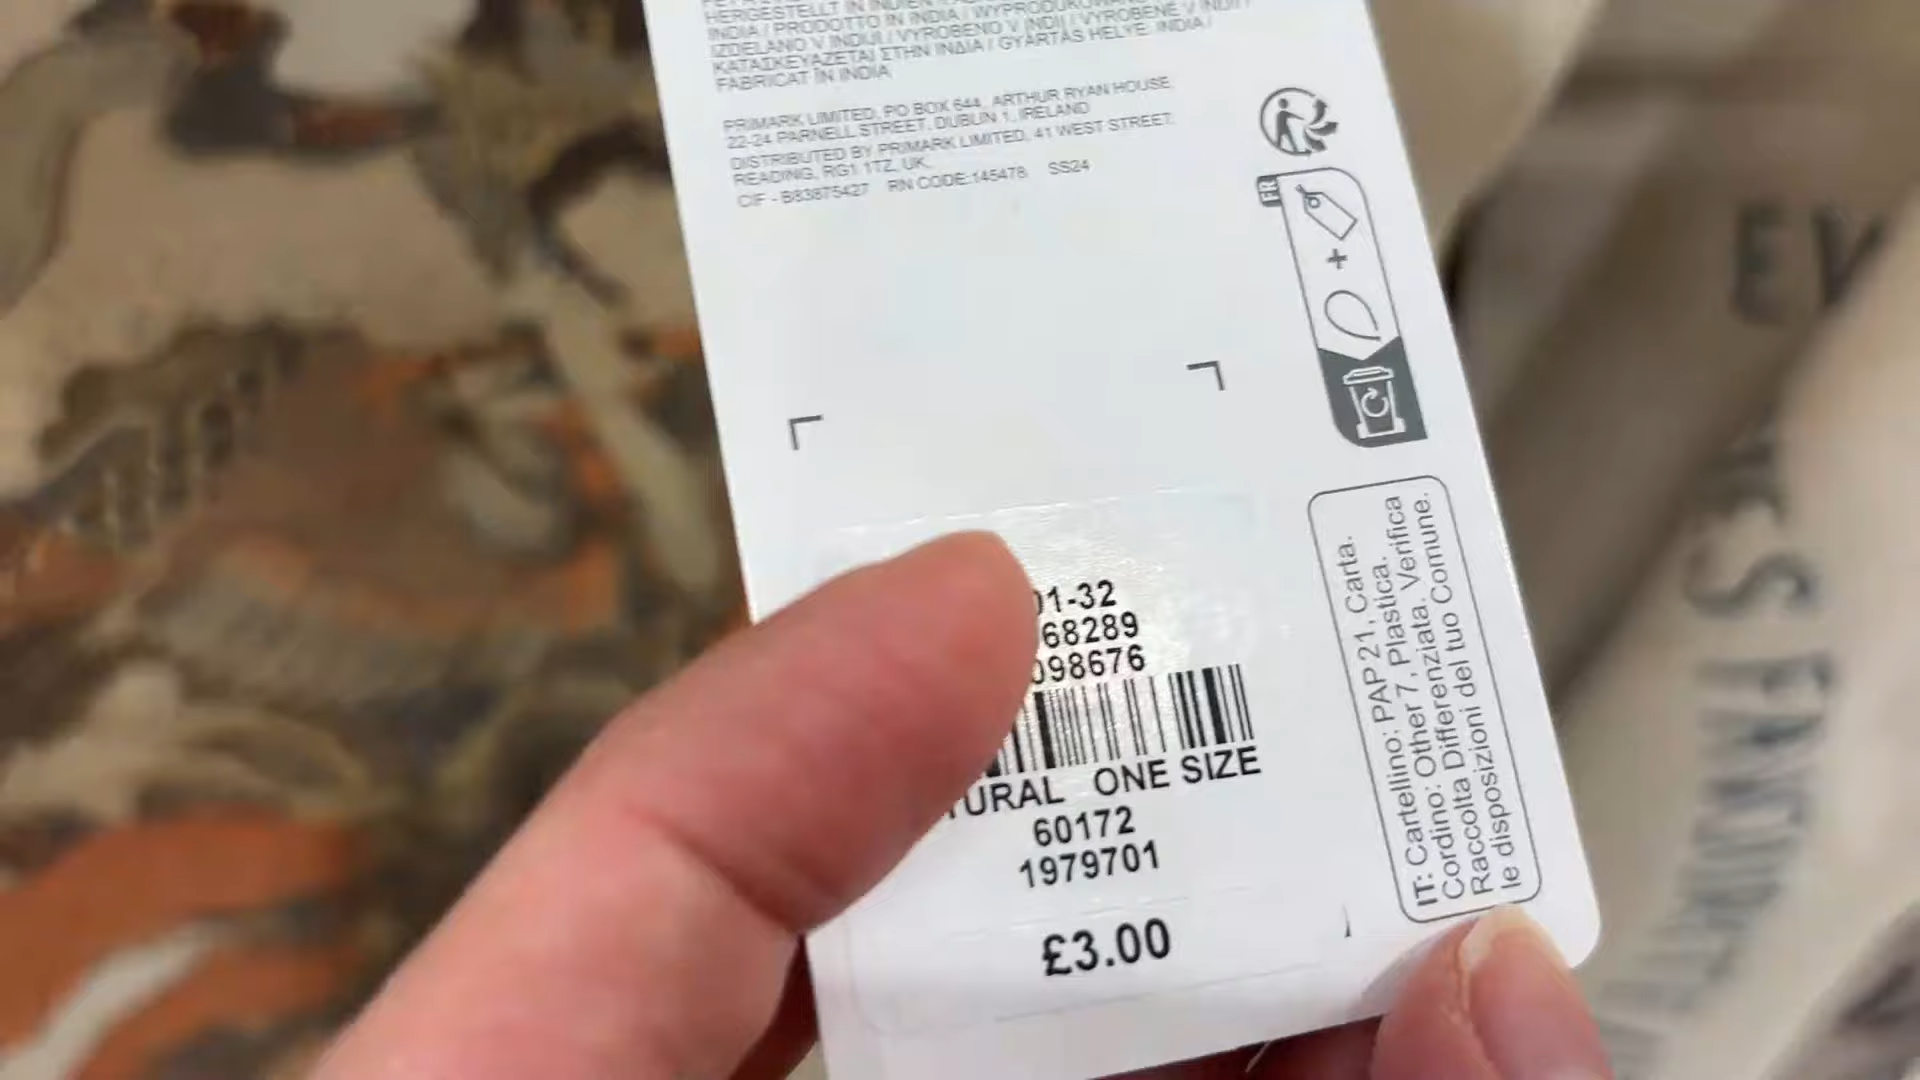 HERGESTELLT IN INDIEN
INDIA / PRODOTTO IN INDIA / WYPRODUKOWANO
IZDELANO V INDIJI / VYROBENO V INDII / VYROBENÉ V INDII /
ΚΑΤΑΣΚΕΥΑΖΕΤΑΙ ΣΤΗΝ ΙΝΔΙΑ / GYÁRTÁS HELYE: INDIA /
FABRICAT ÎN INDIA
PRIMARK LIMITED, PO BOX 644, ARTHUR RYAN HOUSE,
22-24 PARNELL STREET, DUBLIN 1, IRELAND
DISTRIBUTED BY PRIMARK LIMITED, 41 WEST STREET,
READING, RG1 1TZ, UK.
CIF - B83875427 RN CODE:145478 SS24
FR
+
01-32
68289
098676
TURAL ONE SIZE
60172
1979701
£3.00
IT: Cartellino: PAP 21, Carta.
Cordino: Other 7, Plastica.
Raccolta Differenziata. Verifica
le disposizioni del tuo Comune.